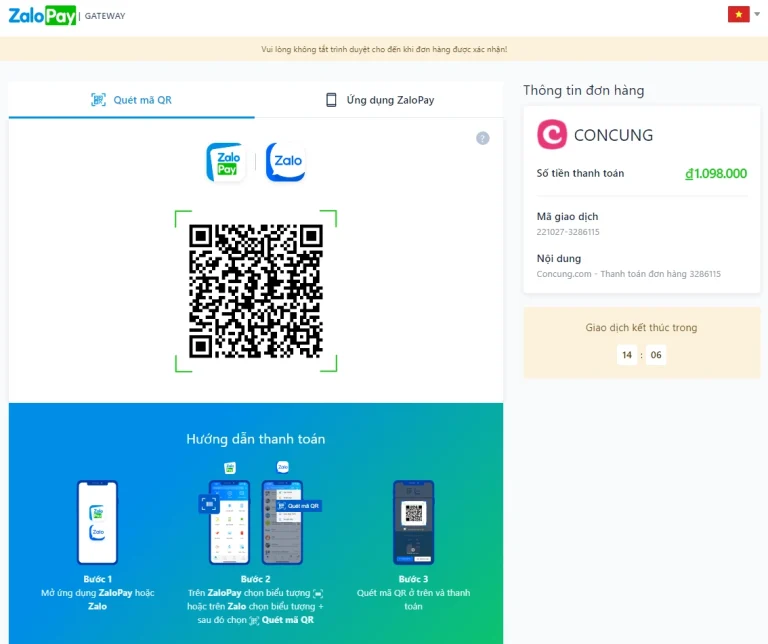 ZaloPay GATEWAY
Vui lòng không tắt trình duyệt cho đến khi đơn hàng được xác nhận!
Quét mã QR
Ứng dụng ZaloPay
?
Zalo Pay
Zalo
Hướng dẫn thanh toán
Zalo Pay
Zalo
Zalo Pay
Zalo
Quét mã QR
Bước 1
Mở ứng dụng ZaloPay hoặc
Zalo
Bước 2
Trên ZaloPay chọn biểu tượng
hoặc trên Zalo chọn biểu tượng +
sau đó chọn Quét mã QR
Bước 3
Quét mã QR ở trên và thanh
toán
Thông tin đơn hàng
CONCUNG
Số tiền thanh toán
₫1.098.000
Mã giao dịch
221027-3286115
Nội dung
Concung.com - Thanh toán đơn hàng 3286115
Giao dịch kết thúc trong
14 : 06